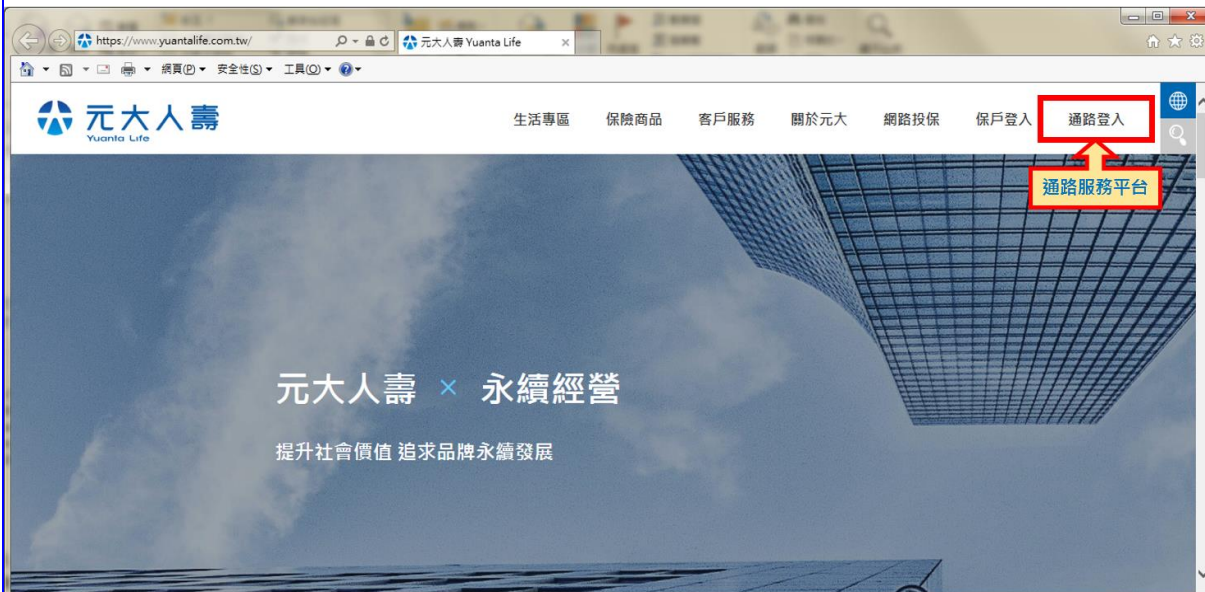 https://www.yuantalife.com.tw/
元大人壽 Yuanta Life
網頁(P) 安全性(S) 工具(O)
元大人壽
Yuanta Life
生活專區 保險商品 客戶服務 關於元大 網路投保 保戶登入 通路登入
通路服務平台
元大人壽 × 永續經營
提升社會價值 追求品牌永續發展